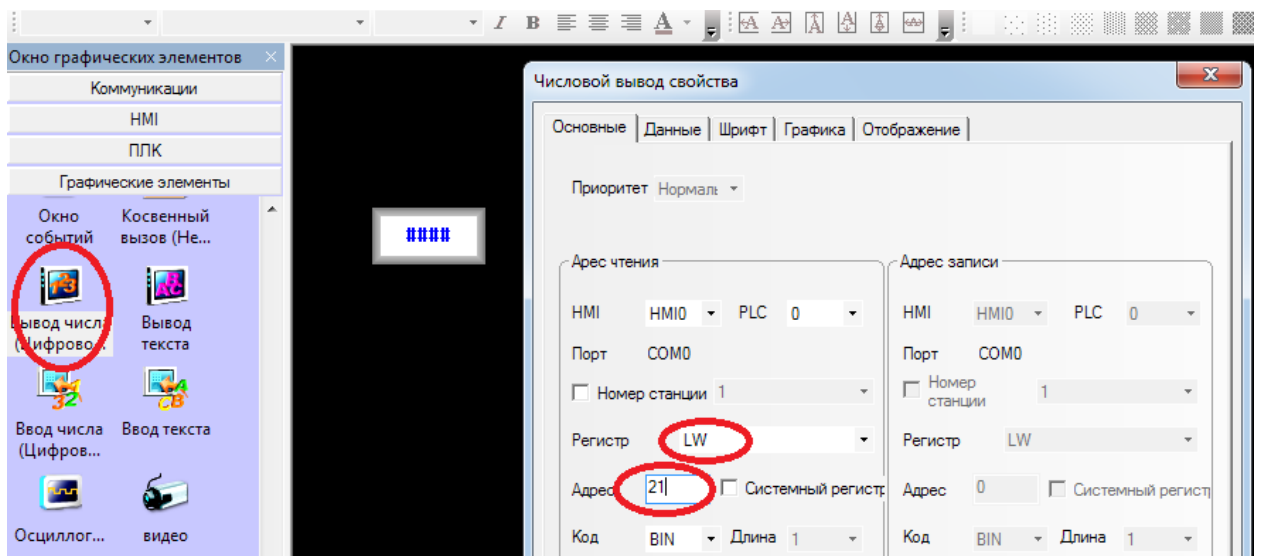 I B A
Окно графических элементов
Коммуникации
HMI
ПЛК
Графические элементы
Окно событий
Косвенный вызов (Не...
Вывод числа (Цифрово...
Вывод текста
Ввод числа (Цифров...
Ввод текста
Осциллог...
видео
####
Числовой вывод свойства
Основные Данные Шрифт Графика Отображение
Приоритет Нормаль
Арес чтения
HMI HMI0 PLC 0
Порт COM0
Номер станции 1
Регистр LW
Адрес 21 Системный регистр
Код BIN Длина 1
Адрес записи
HMI HMI0 PLC 0
Порт COM0
Номер станции 1
Регистр LW
Адрес 0 Системный регист
Код BIN Длина 1